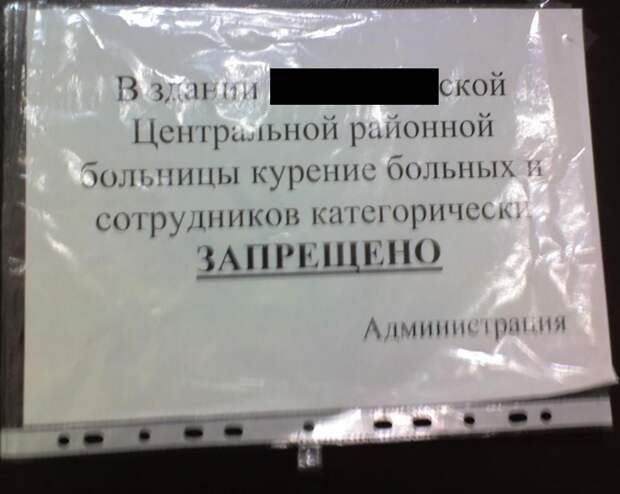 В здании ской
Центральной районной
больницы курение больных и
сотрудников категорически
ЗАПРЕЩЕНО
Администрация